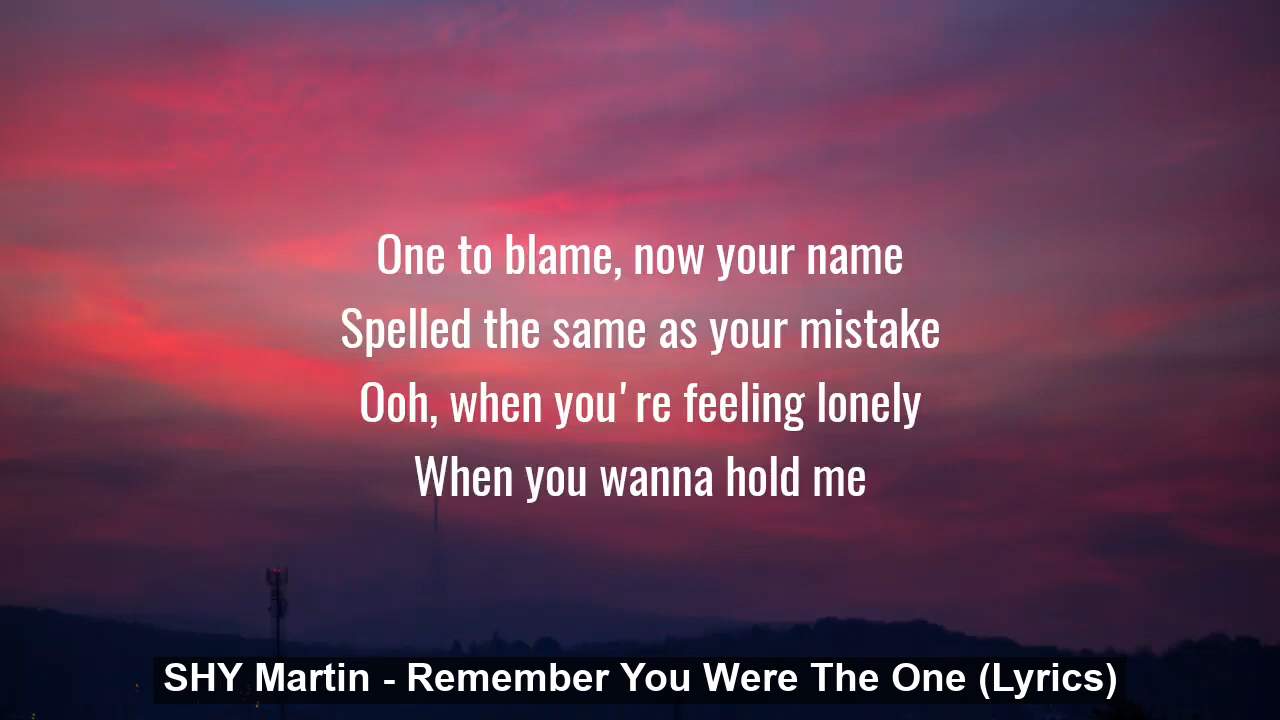 One to blame, now your name
Spelled the same as your mistake
Ooh, when you're feeling lonely
When you wanna hold me
SHY Martin - Remember You Were The One (Lyrics)